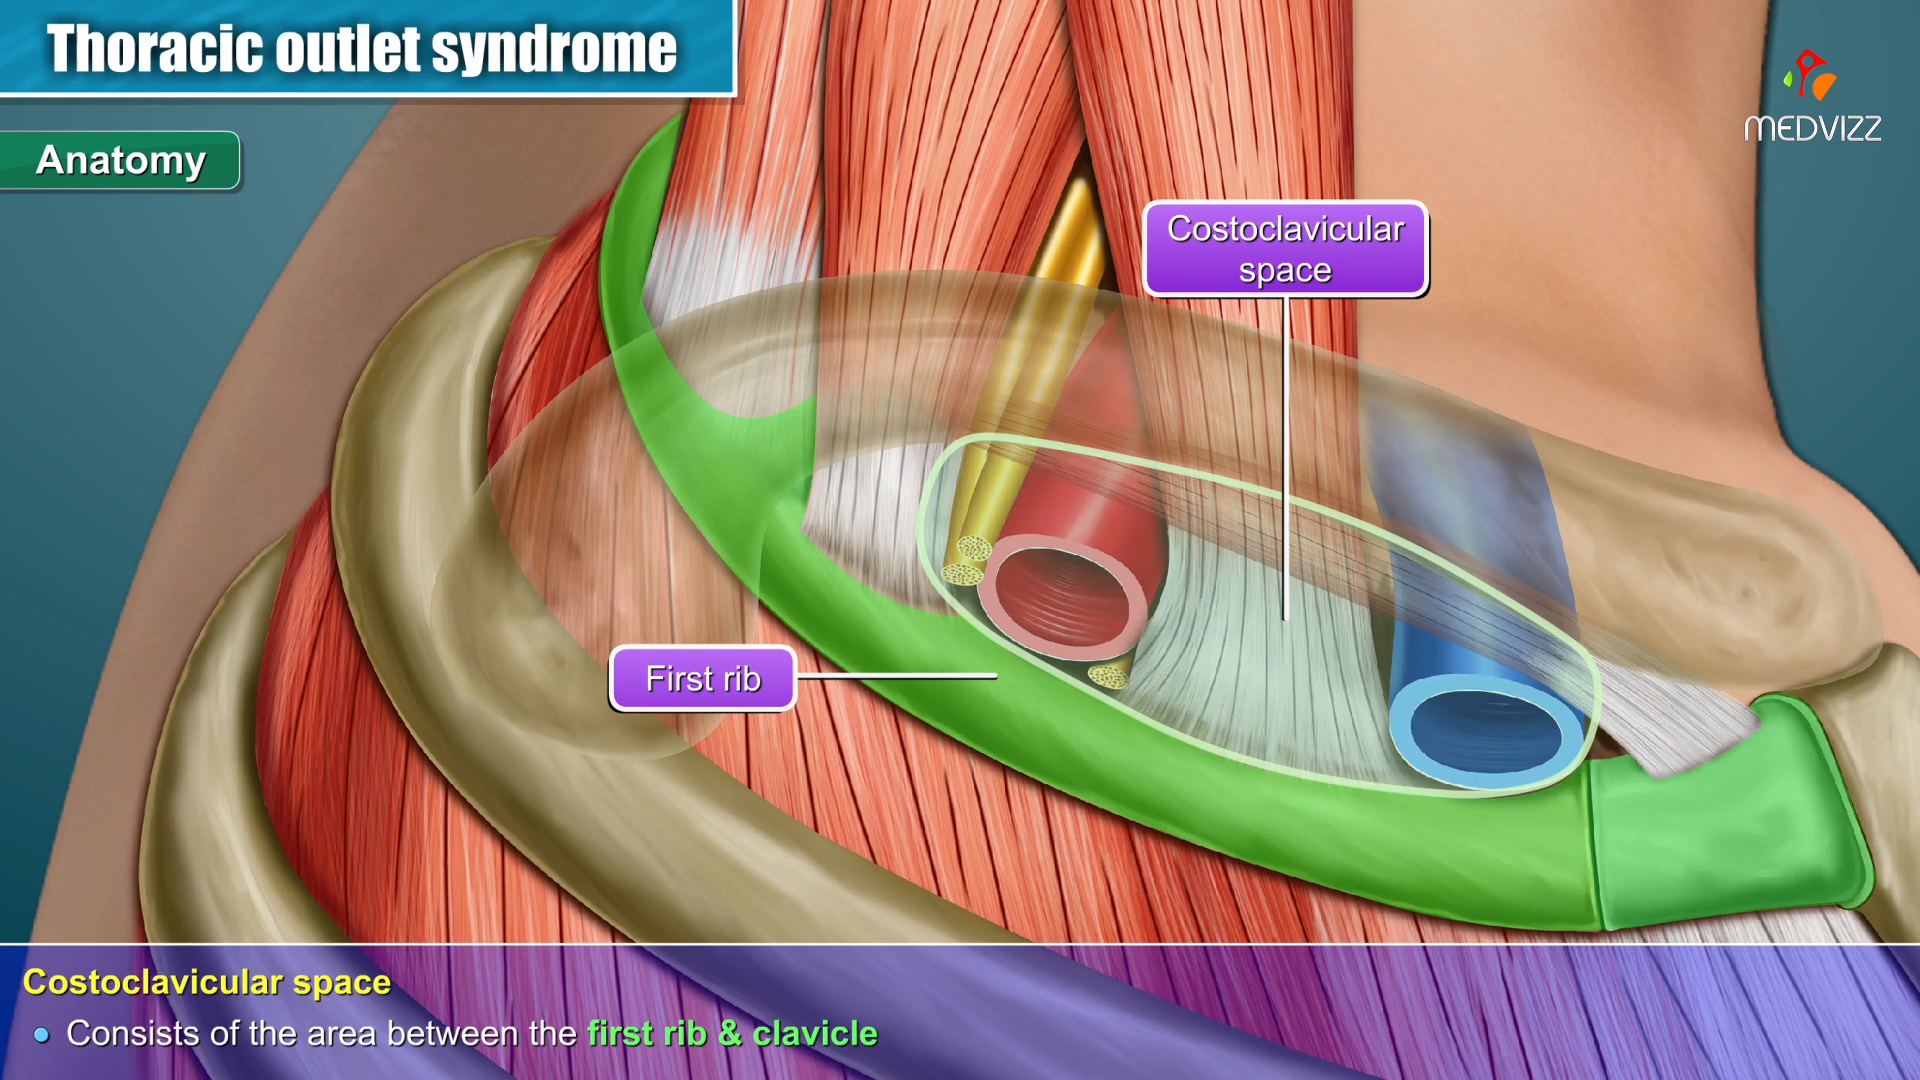 Thoracic outlet syndrome
MEDVIZZ
Anatomy
Costoclavicular
space
First rib
Costoclavicular space
• Consists of the area between the first rib & clavicle